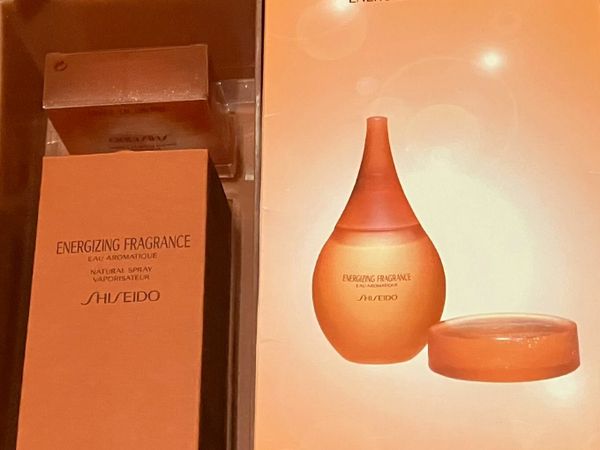 ENERGIZING FRAGRANCE
EAU AROMATIQUE
NATURAL SPRAY
VAPORISATEUR
SHISEIDO
ENERGIZING FRAGRANCE
EAU AROMATIQUE
SHISEIDO